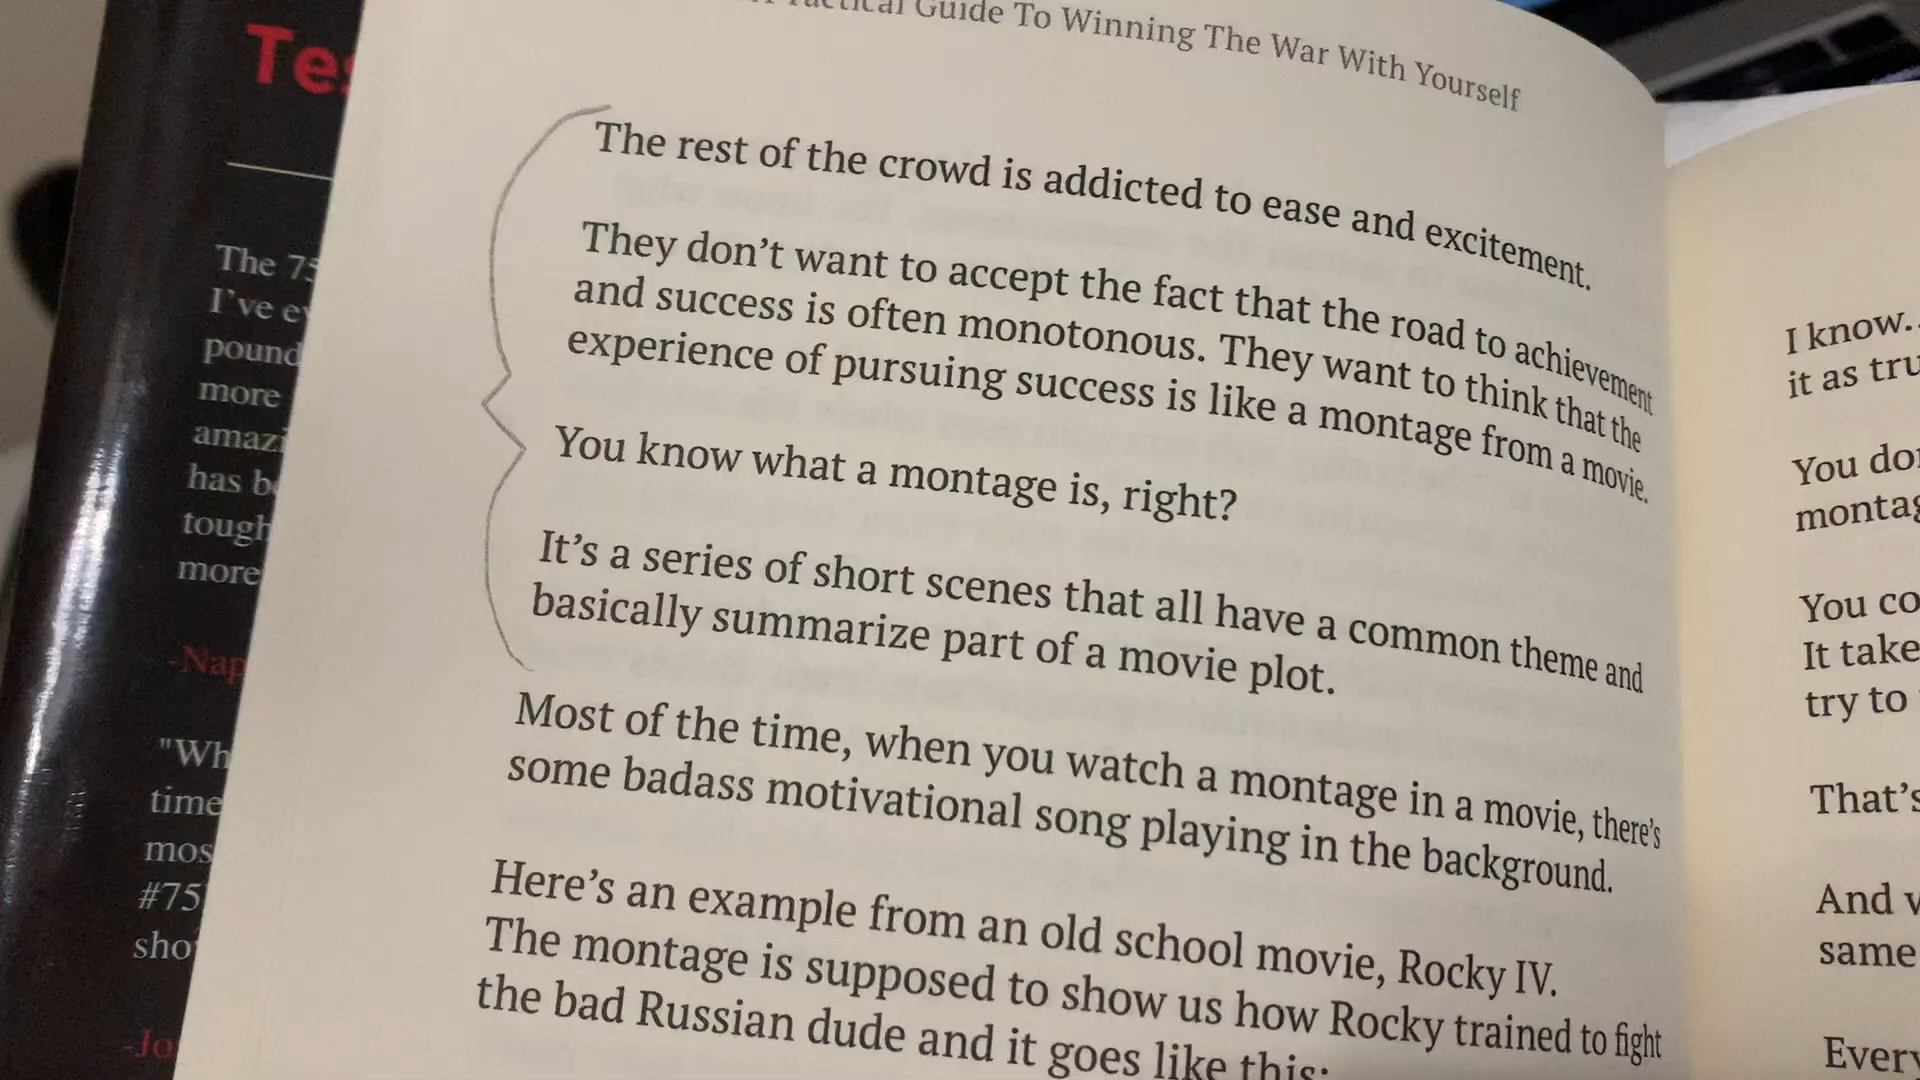 Guide To Winning The War With Yourself
The rest of the crowd is addicted to ease and excitement.
They don't want to accept the fact that the road to achievement
and success is often monotonous. They want to think that the
experience of pursuing success is like a montage from a movie.
You know what a montage is, right?
It's a series of short scenes that all have a common theme and
basically summarize part of a movie plot.
Most of the time, when you watch a montage in a movie, there's
some badass motivational song playing in the background.
Here's an example from an old school movie, Rocky IV.
The montage is supposed to show us how Rocky trained to fight
the bad Russian dude and it goes like this:
The 75
I've
pound
more
has
tough
more
"Wh
time
#75
I know..
it as
You
You
It take
try to
That's
And
same